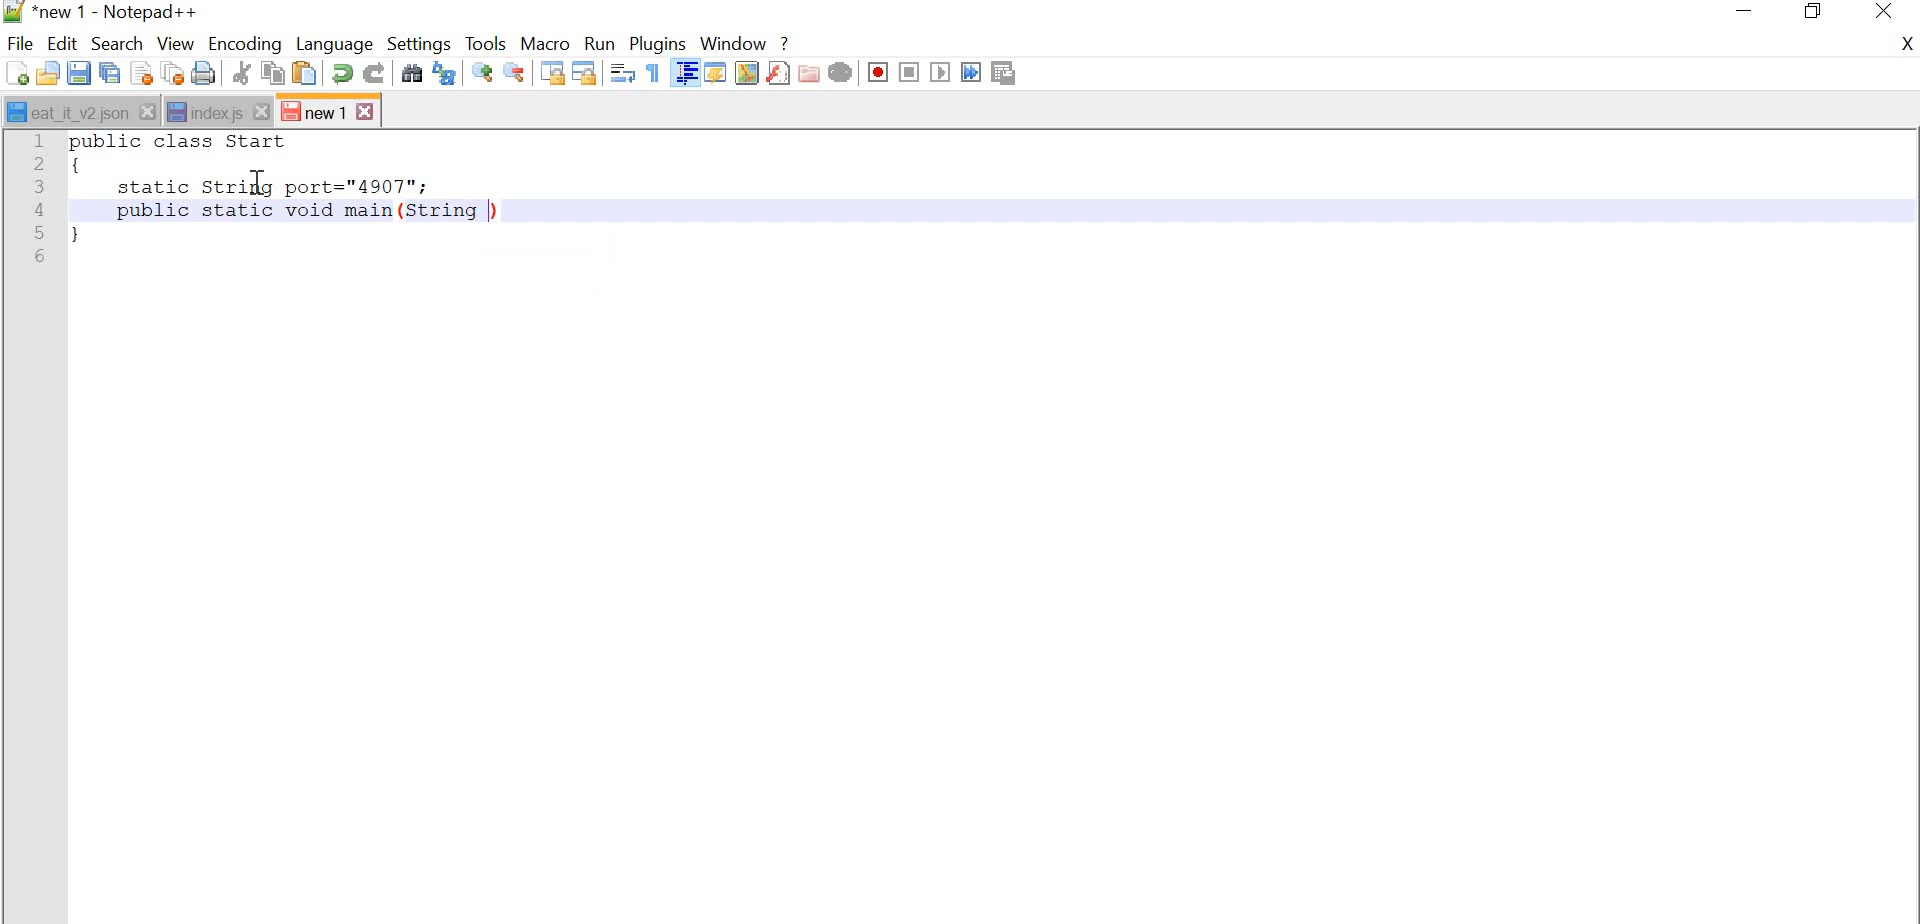 *new 1 - Notepad++
File Edit Search View Encoding Language Settings Tools Macro Run Plugins Window ? X
eat_it_v2.json index.js new 1
1 public class Start
2 {
3 static String port="4907";
4 public static void main(String )
5 }
6